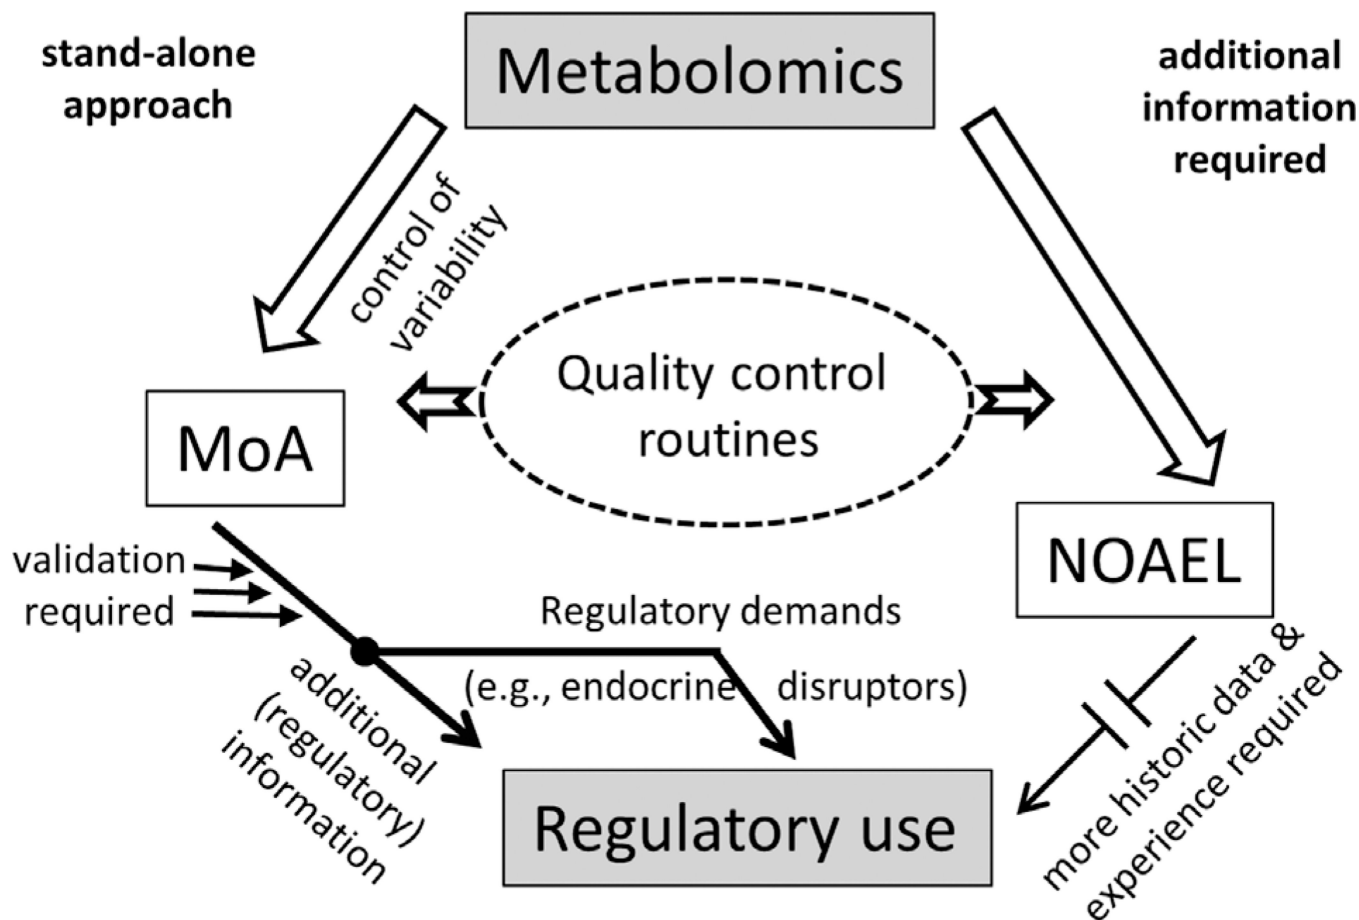 stand-alone
approach
Metabolomics
additional
information
required
control of
variability
Quality control
routines
MoA
NOAEL
validation
required
Regulatory demands
(e.g., endocrine disruptors)
additional
(regulatory)
information
more historic data &
experience required
Regulatory use